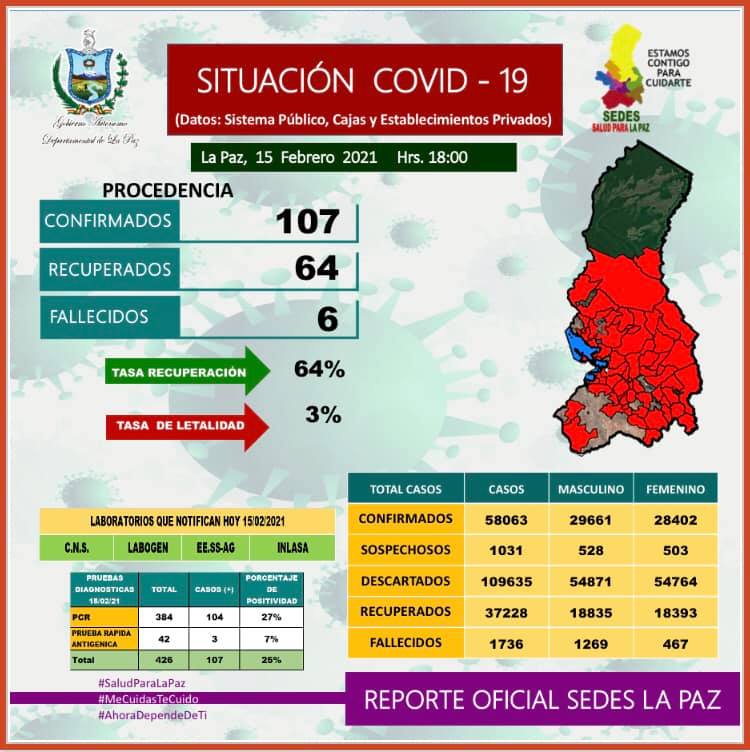 Gobierno Autónomo
Departamental de La Paz
SITUACIÓN COVID - 19
(Datos: Sistema Público, Cajas y Establecimientos Privados)
ESTAMOS
CONTIGO
PARA
CUIDARTE
SEDES
SALUD PARA LA PAZ
La Paz, 15 Febrero 2021 Hrs. 18:00
PROCEDENCIA
CONFIRMADOS 107
RECUPERADOS 64
FALLECIDOS 6
TASA RECUPERACIÓN 64%
TASA DE LETALIDAD 3%
LABORATORIOS QUE NOTIFICAN HOY 15/02/2021
C.N.S. LABOGEN EE.SS-AG INLASA
PRUEBAS DIAGNOSTICAS 15/02/21 TOTAL CASOS (+) PORCENTAJE DE POSITIVIDAD
PCR 384 104 27%
PRUEBA RAPIDA ANTIGENICA 42 3 7%
Total 426 107 25%
TOTAL CASOS CASOS MASCULINO FEMENINO
CONFIRMADOS 58063 29661 28402
SOSPECHOSOS 1031 528 503
DESCARTADOS 109635 54871 54764
RECUPERADOS 37228 18835 18393
FALLECIDOS 1736 1269 467
#SaludParaLaPaz
#MeCuidasTeCuido
#AhoraDependeDeTi
REPORTE OFICIAL SEDES LA PAZ